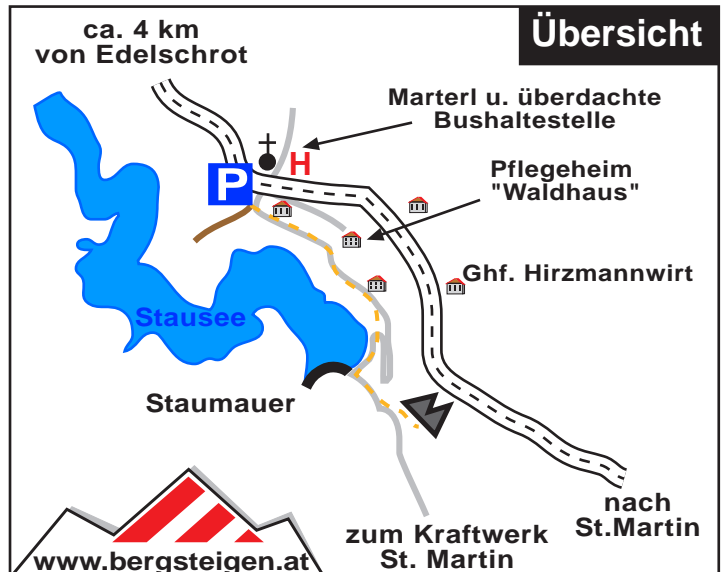 Übersicht
ca. 4 km
von Edelschrot
Marterl u. überdachte
Bushaltestelle
H
P
Pflegeheim
"Waldhaus"
Ghf. Hirzmannwirt
Stausee
Staumauer
nach
St.Martin
zum Kraftwerk
St. Martin
www.bergsteigen.at